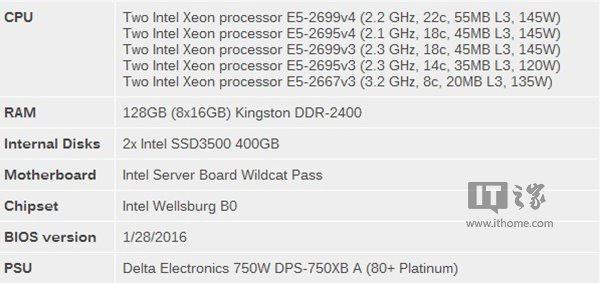 CPU Two Intel Xeon processor E5-2699v4 (2.2 GHz, 22c, 55MB L3, 145W)
Two Intel Xeon processor E5-2695v4 (2.1 GHz, 18c, 45MB L3, 145W)
Two Intel Xeon processor E5-2699v3 (2.3 GHz, 18c, 45MB L3, 145W)
Two Intel Xeon processor E5-2695v3 (2.3 GHz, 14c, 35MB L3, 120W)
Two Intel Xeon processor E5-2667v3 (3.2 GHz, 8c, 20MB L3, 135W)
RAM 128GB (8x16GB) Kingston DDR-2400
Internal Disks 2x Intel SSD3500 400GB
Motherboard Intel Server Board Wildcat Pass
Chipset Intel Wellsburg B0
IT之家
www.ithome.com
BIOS version 1/28/2016
PSU Delta Electronics 750W DPS-750XB A (80+ Platinum)